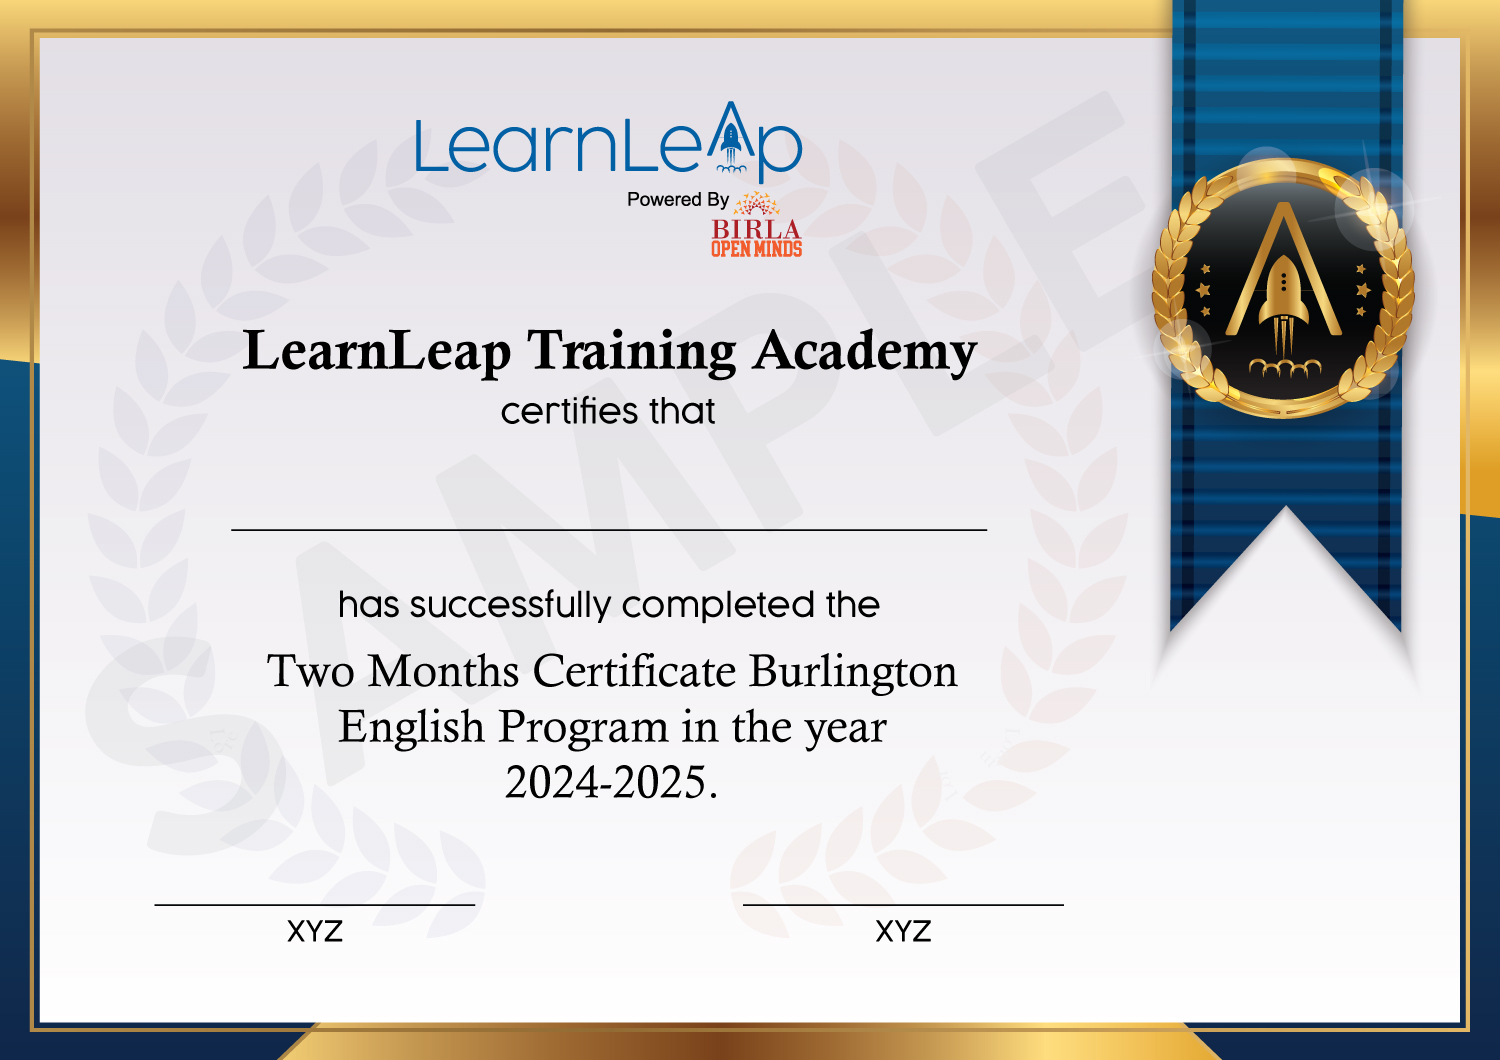 LearnLeAp
Powered By
BIRLA
OPEN MINDS
LearnLeap Training Academy
certifies that
has successfully completed the
Two Months Certificate Burlington
English Program in the year
2024-2025.
XYZ
XYZ
SAMPLE